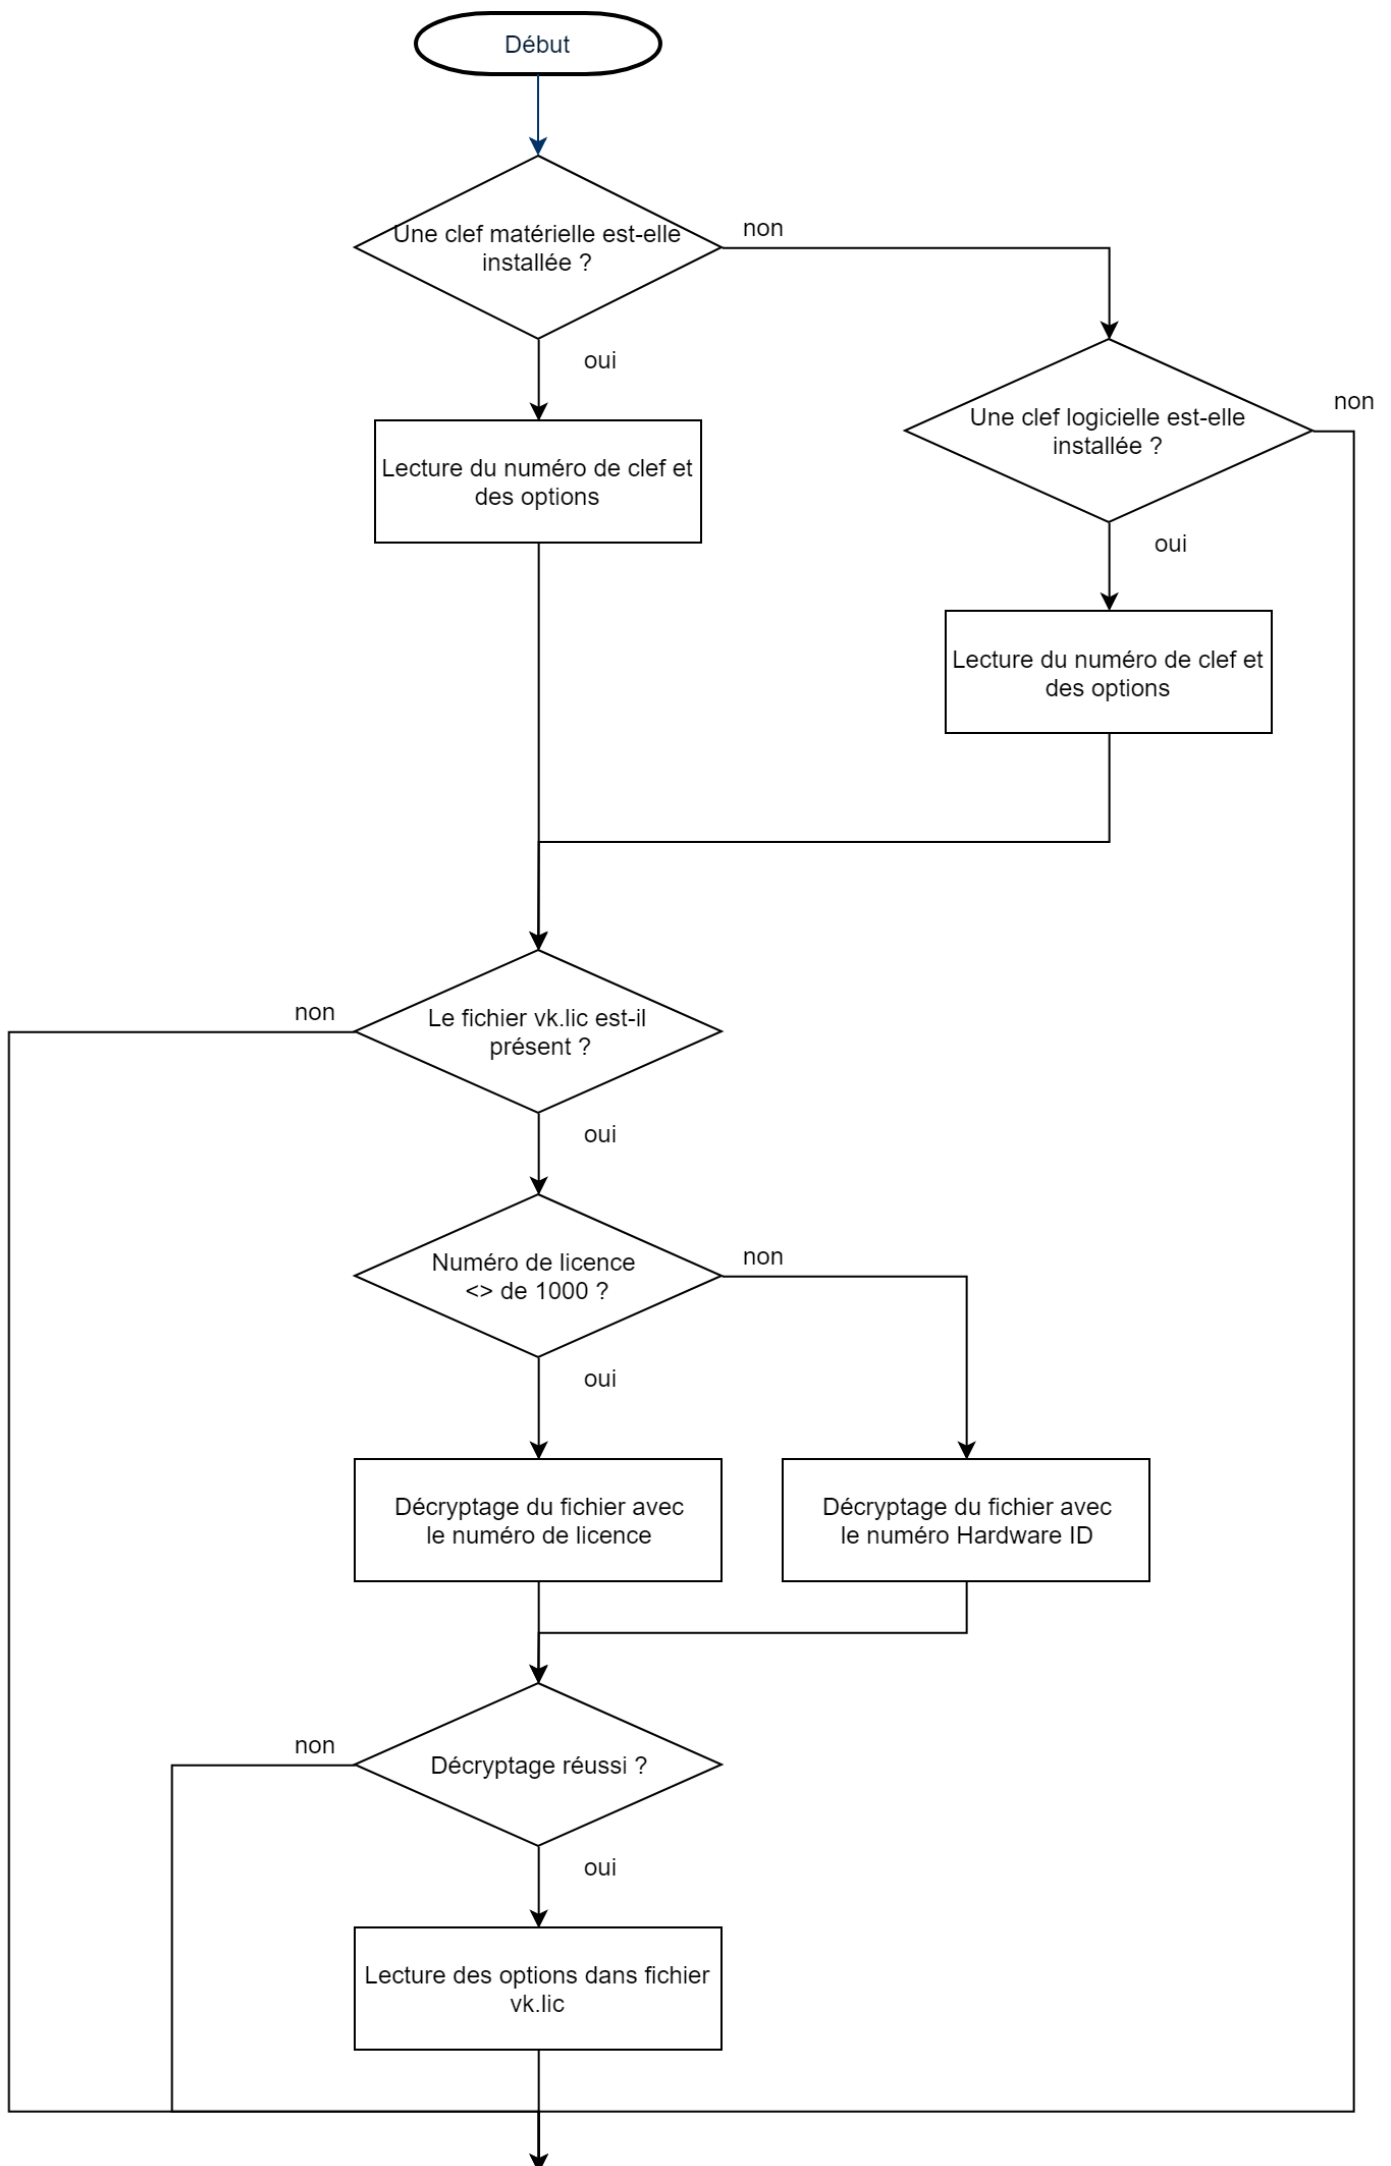 Début
Une clef matérielle est-elle
installée ?
non
oui
Une clef logicielle est-elle
installée ?
non
Lecture du numéro de clef et
des options
oui
Lecture du numéro de clef et
des options
Le fichier vk.lic est-il
présent ?
non
oui
Numéro de licence
<> de 1000 ?
non
oui
Décryptage du fichier avec
le numéro de licence
Décryptage du fichier avec
le numéro Hardware ID
Décryptage réussi ?
non
oui
Lecture des options dans fichier
vk.lic